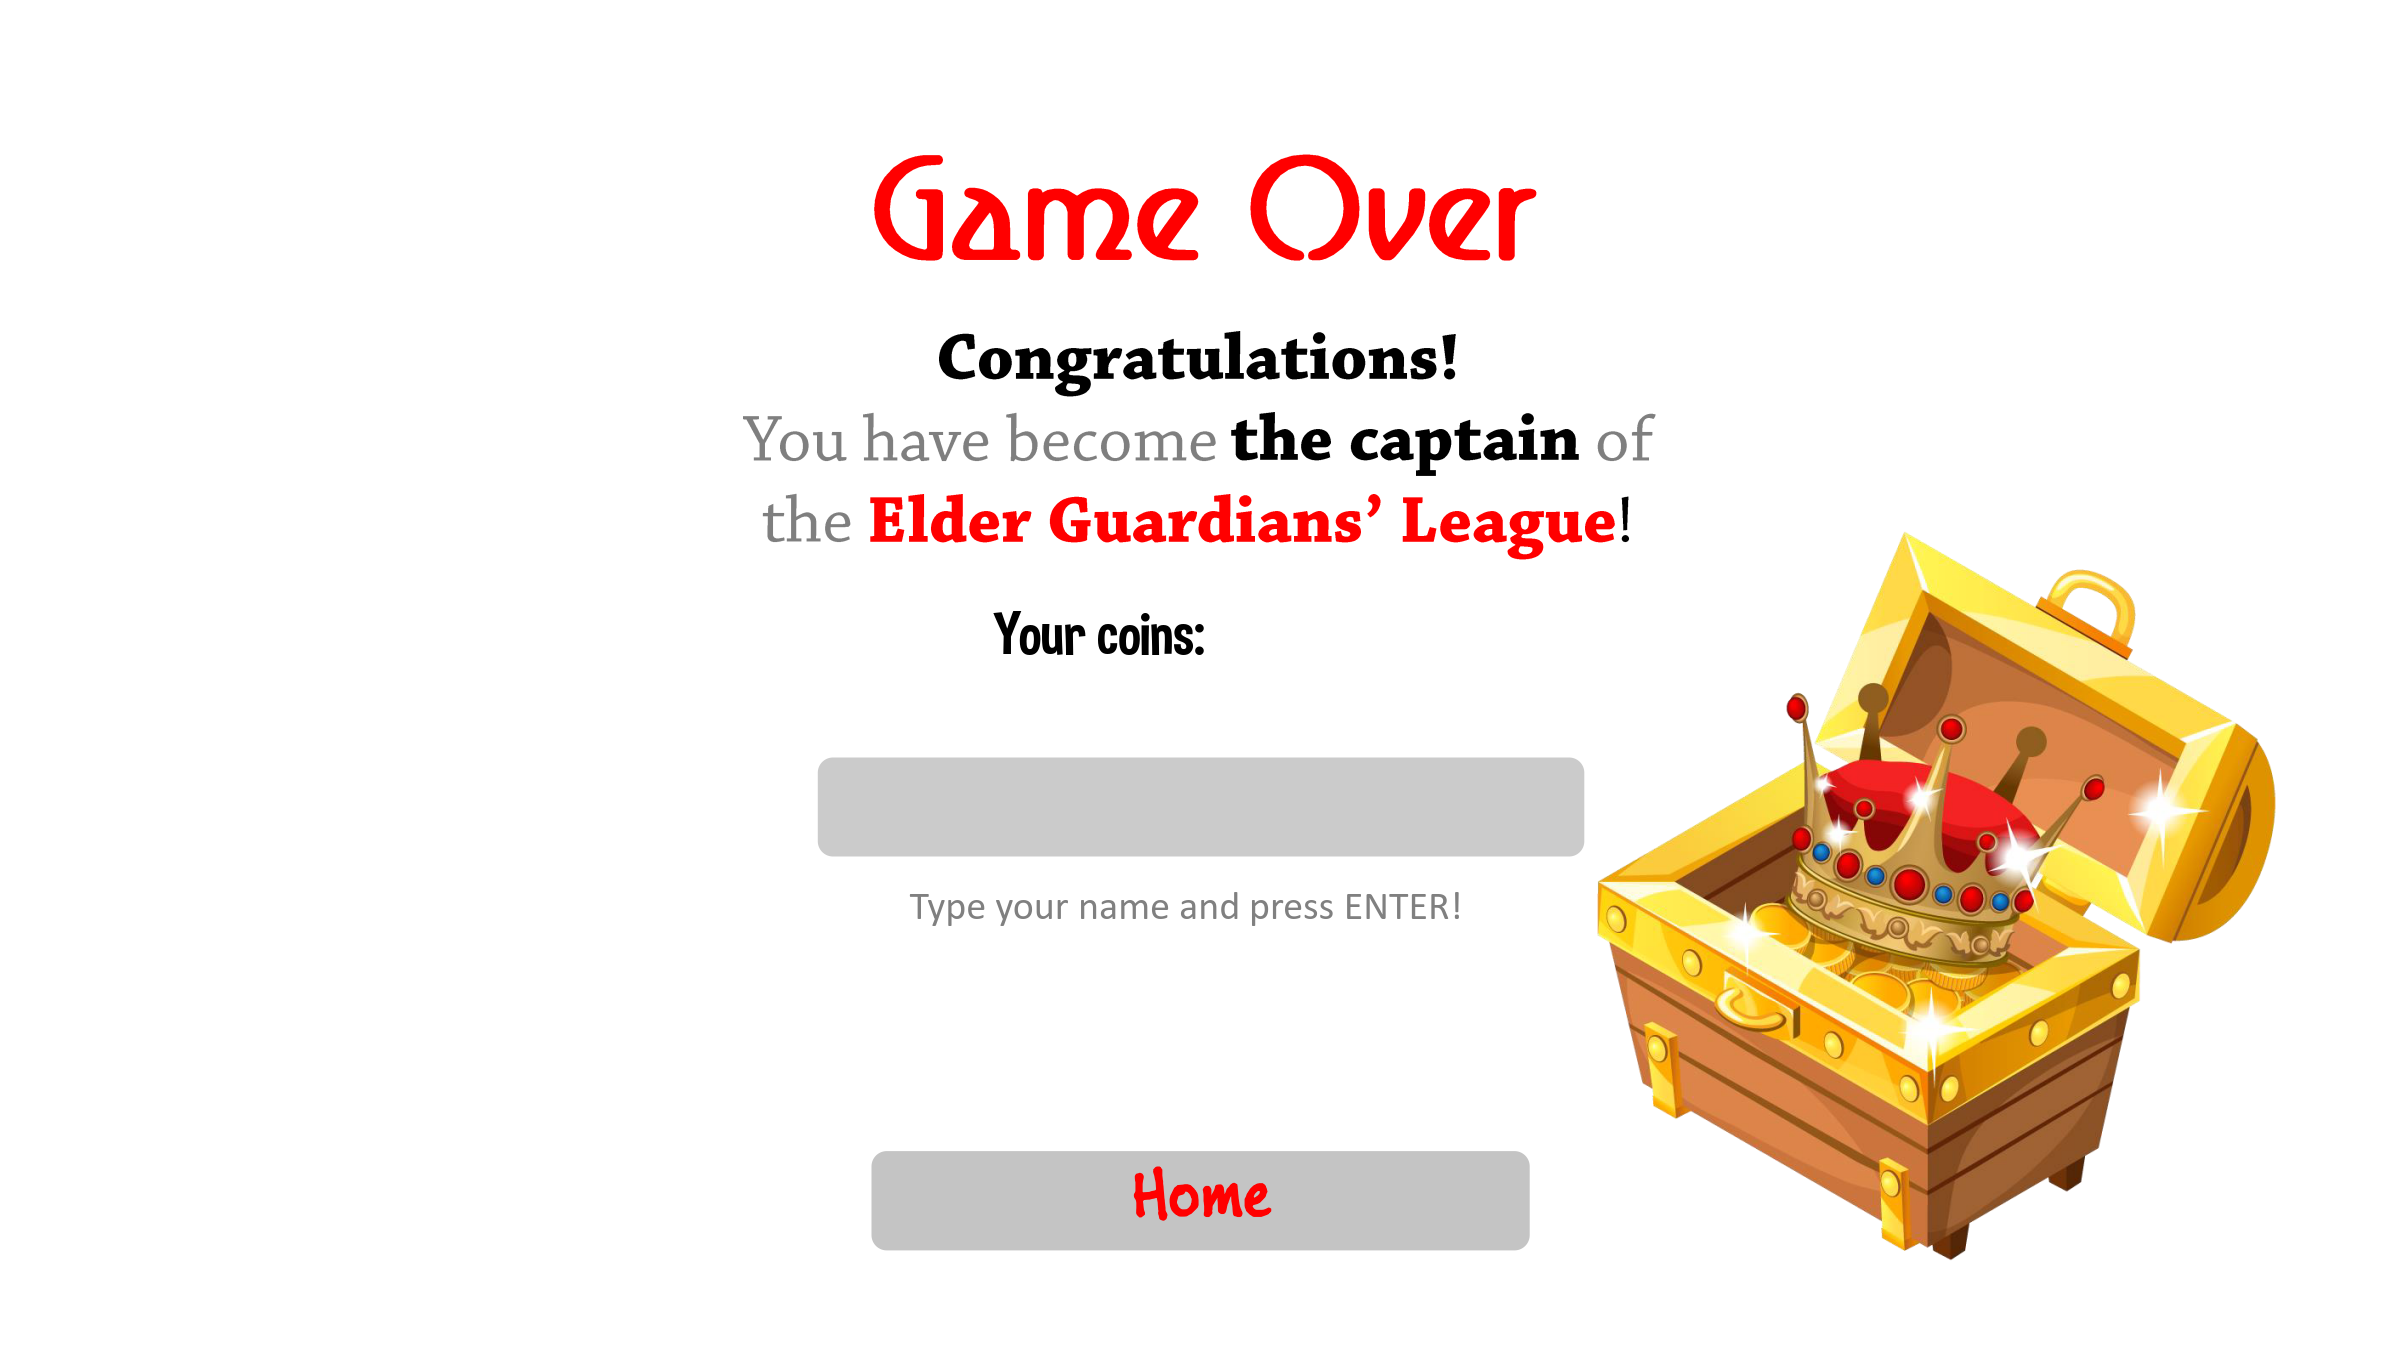 Game Over
Congratulations!
You have become the captain of
the Elder Guardians’ League!
Your coins:
Type your name and press ENTER!
Home